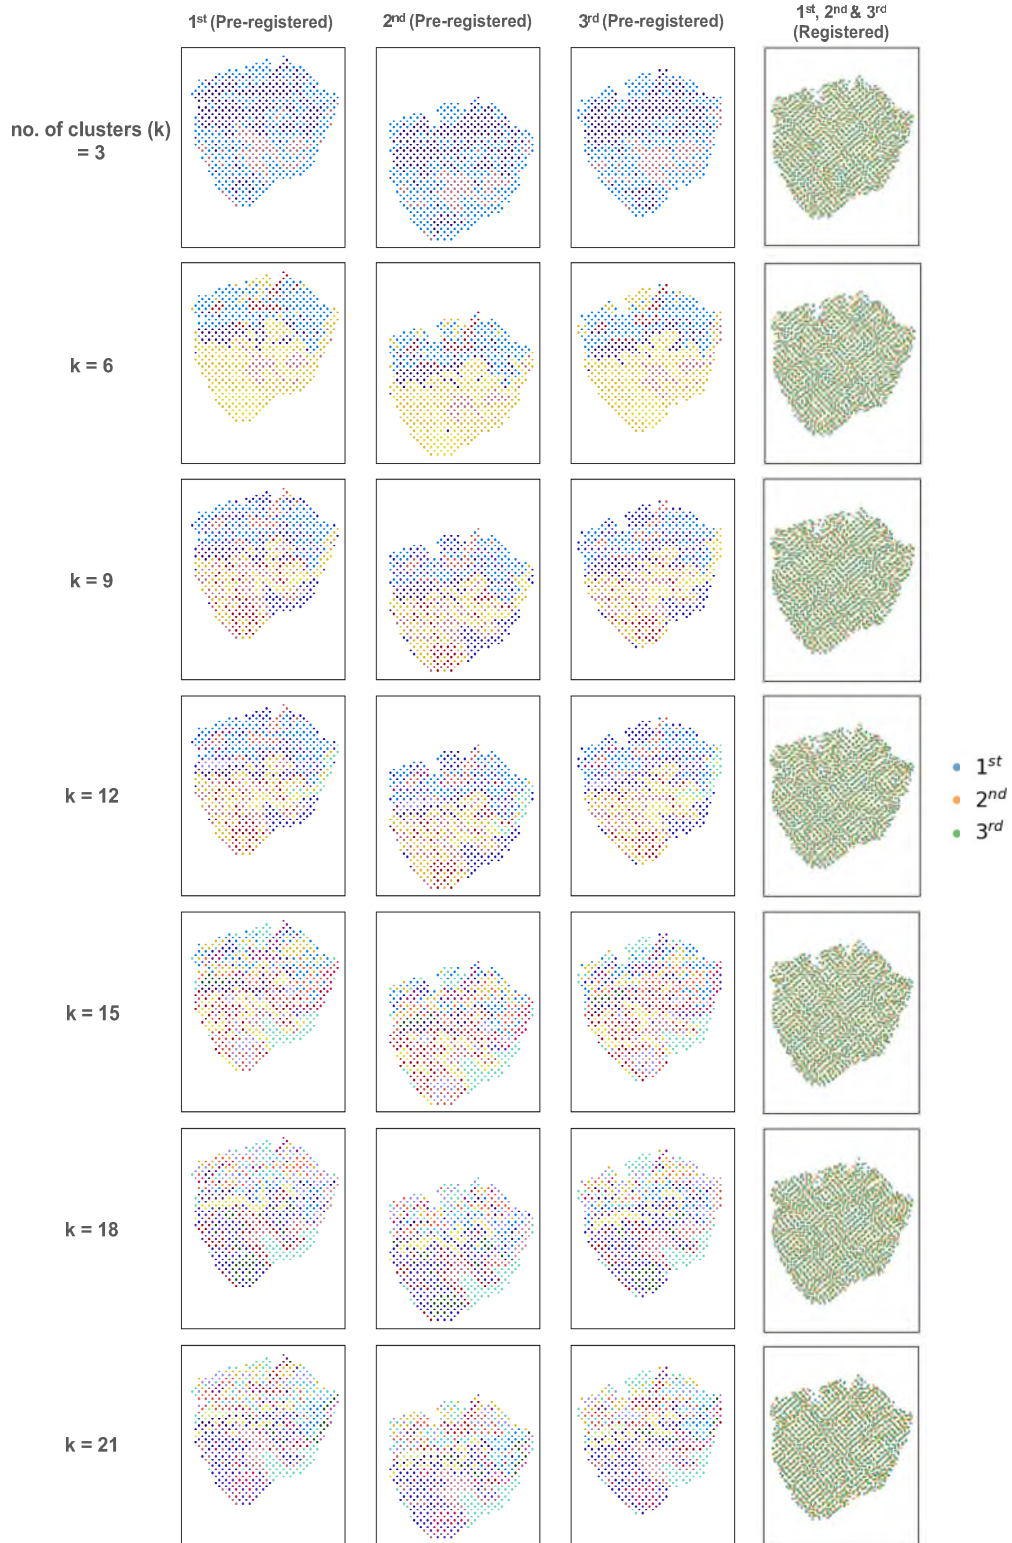 1st (Pre-registered)
2nd (Pre-registered)
3rd (Pre-registered)
1st, 2nd & 3rd
(Registered)
no. of clusters (k)
= 3
k = 6
k = 9
k = 12
1st
2nd
3rd
k = 15
k = 18
k = 21